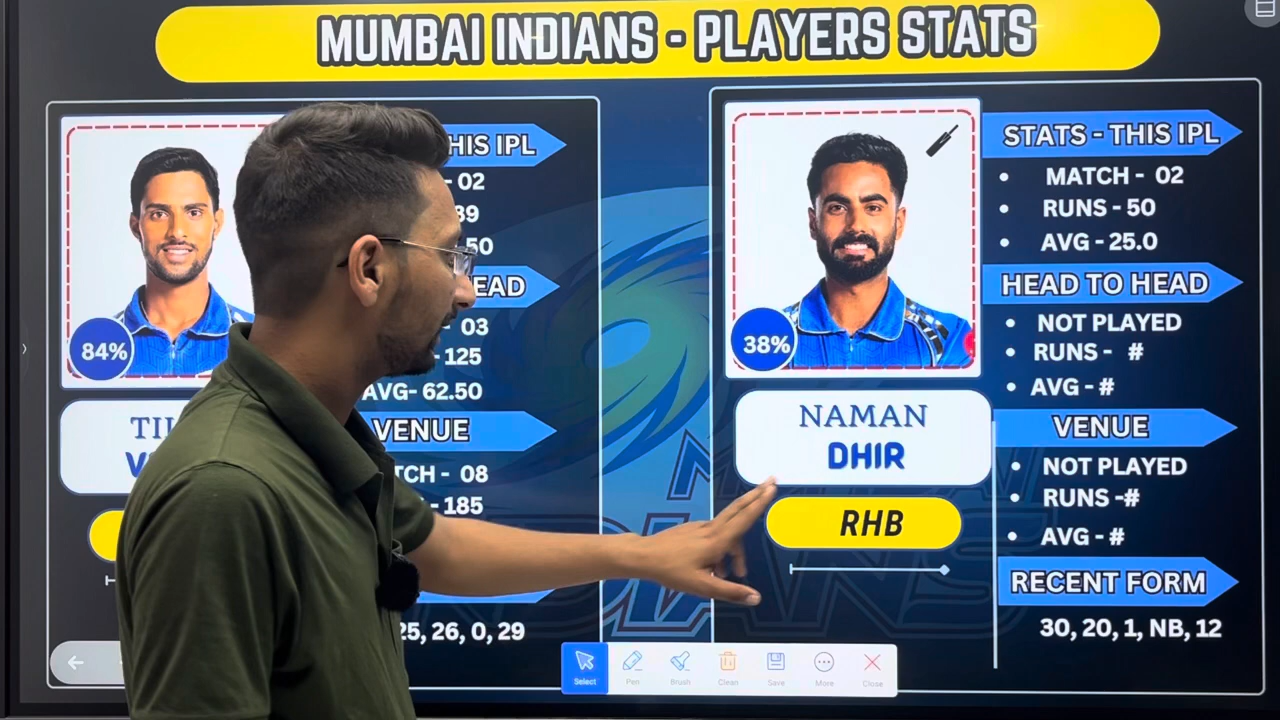 MUMBAI INDIANS - PLAYERS STATS
HIS IPL
- 02
39
50
EAD
- 03
- 125
AVG- 62.50
VENUE
TCH - 08
- 185
25, 26, 0, 29
84%
TIL
V
STATS - THIS IPL
MATCH - 02
RUNS - 50
AVG - 25.0
HEAD TO HEAD
NOT PLAYED
RUNS - #
AVG - #
VENUE
NOT PLAYED
RUNS -#
AVG - #
RECENT FORM
30, 20, 1, NB, 12
38%
NAMAN
DHIR
RHB
Select
Pen
Brush
Clean
Save
More
Close